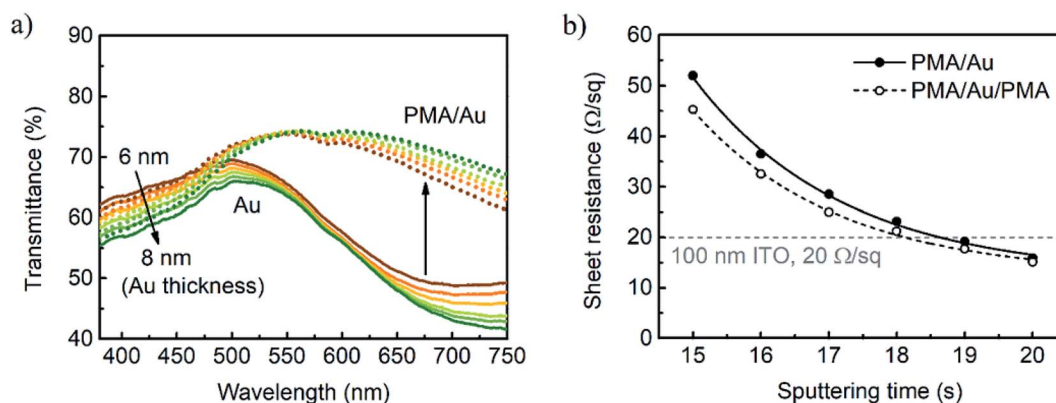 a)
90
80
70
60
50
40
Transmittance (%)
6 nm
8 nm
(Au thickness)
Au
PMA/Au
400 450 500 550 600 650 700 750
Wavelength (nm)
b)
60
50
40
30
20
10
0
Sheet resistance (Ω/sq)
PMA/Au
PMA/Au/PMA
100 nm ITO, 20 Ω/sq
15 16 17 18 19 20
Sputtering time (s)